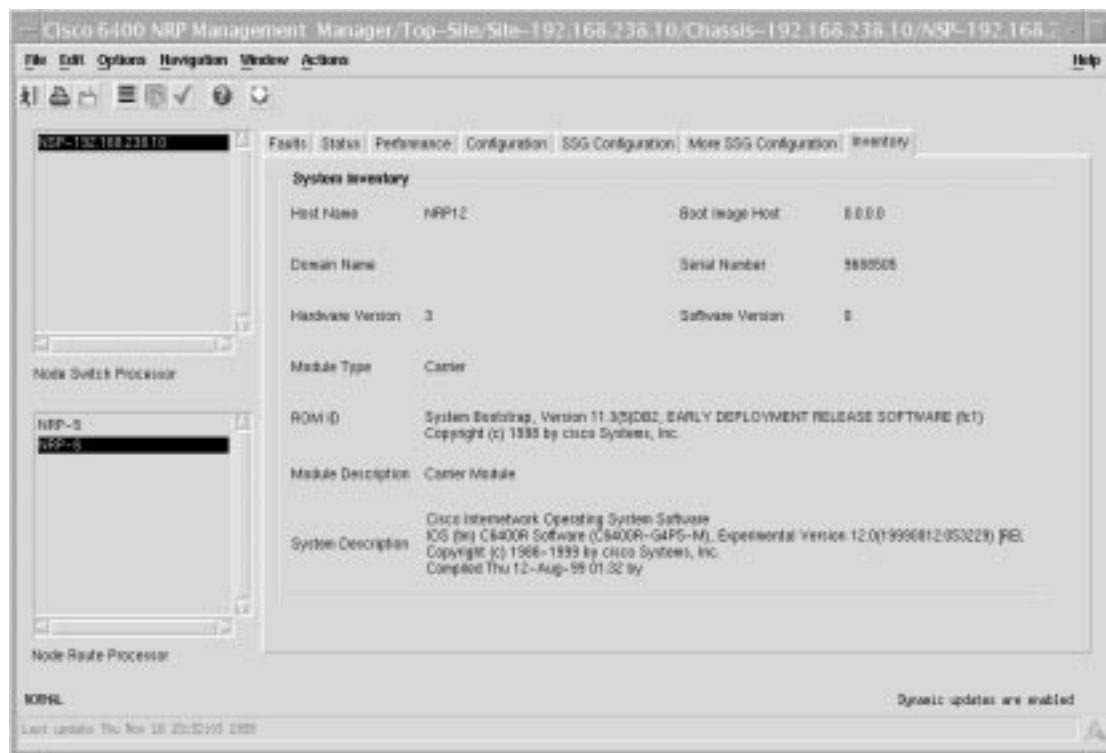 Cisco 6400 NRP Management Manager/Top-Site/Site-192.168.238.10/Chassis-192.168.238.10/NSP-192.168.2
File Edit Options Navigation Window Actions Help
NSP-192.168.238.10
Faults Status Performance Configuration SSG Configuration More SSG Configuration Inventory
System Inventory
Host Name NRP12 Boot Image Host 0.0.0.0
Domain Name Serial Number
Hardware Version 3 Software Version 0
Node Switch Processor
Module Type Carrier
NRP-5
NRP-6
ROM ID System Bootstrap, Version 11.3(5)DB2, EARLY DEPLOYMENT RELEASE SOFTWARE (fc1)
Copyright (c) 1998 by cisco Systems, Inc.
Module Description Carrier Module
System Description Cisco Internetwork Operating System Software
IOS (tm) C6400R Software (C6400R-G4P5-M), Experimental Version 12.0(19990812:053229) [REL
Copyright (c) 1986-1999 by cisco Systems, Inc.
Compiled Thu 12-Aug-99 01:32 by
Node Route Processor
NORMAL Dynamic updates are enabled
Last update: Thu Nov 18